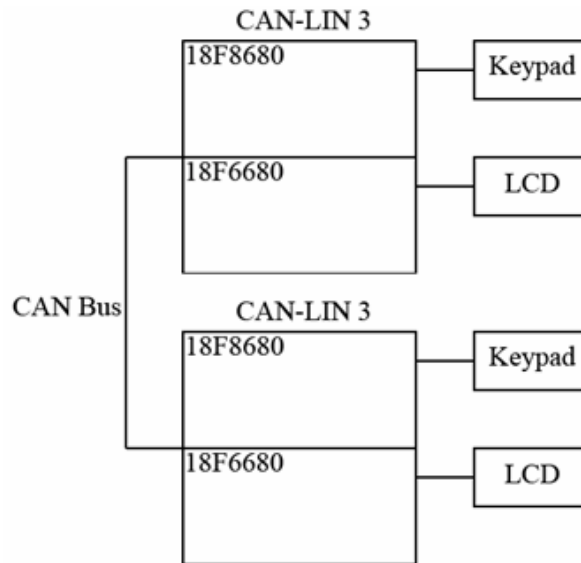 CAN-LIN 3
18F8680
Keypad
18F6680
LCD
CAN Bus
CAN-LIN 3
18F8680
Keypad
18F6680
LCD